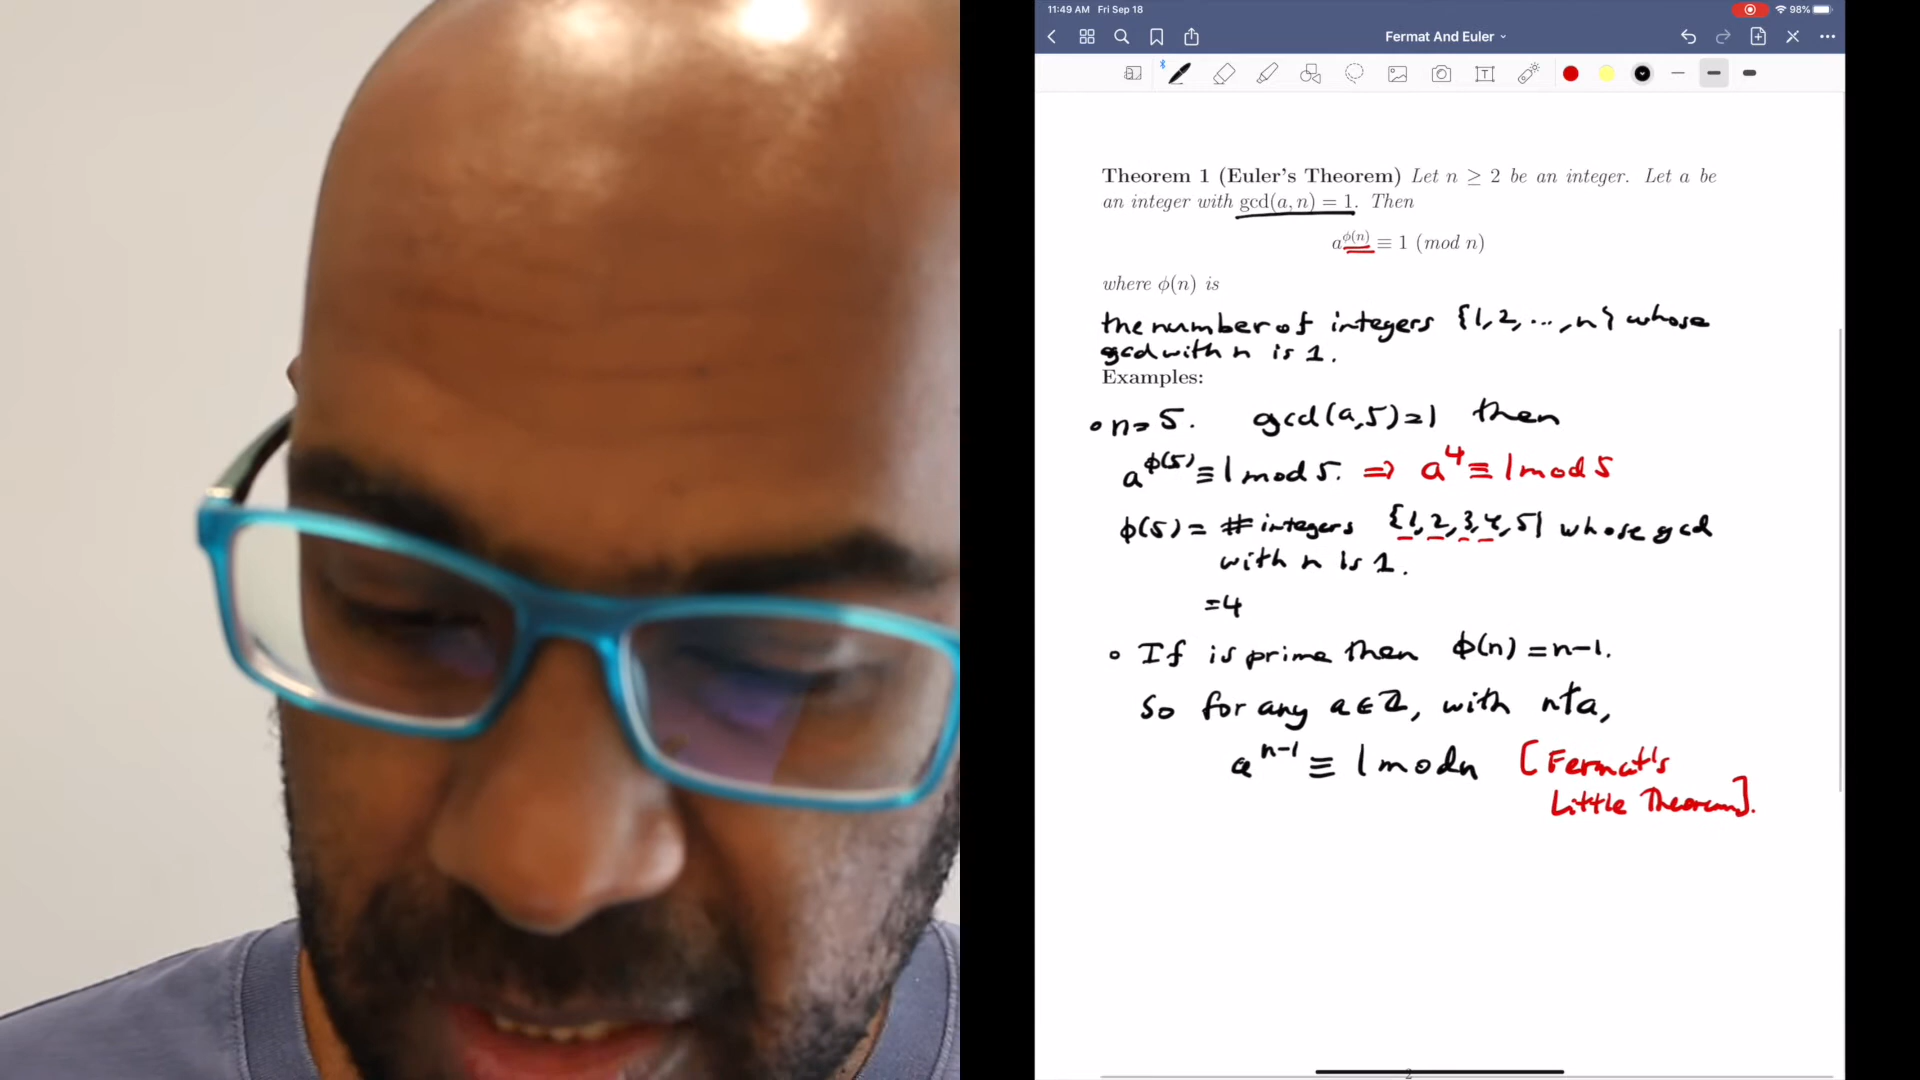 11:49 AM Fri Sep 18
98%
Fermat And Euler
Theorem 1 (Euler's Theorem) Let n ≥ 2 be an integer. Let a be
an integer with gcd(a, n) = 1. Then
a^ϕ(n) ≡ 1 (mod n)
where ϕ(n) is
the number of integers {1,2,...,n} whose
gcd with n is 1.
Examples:
∘ n=5. gcd(a,5)=1 then
a^ϕ(5) ≡ 1 mod 5. ⇒ a^4 ≡ 1 mod 5
ϕ(5) = # integers {1,2,3,4,5} whose gcd
with n is 1.
=4
∘ If is prime then ϕ(n) = n-1.
So for any a∈ℤ, with n∤a,
a^n-1 ≡ 1 mod n [Fermat's
Little Theorem].
2